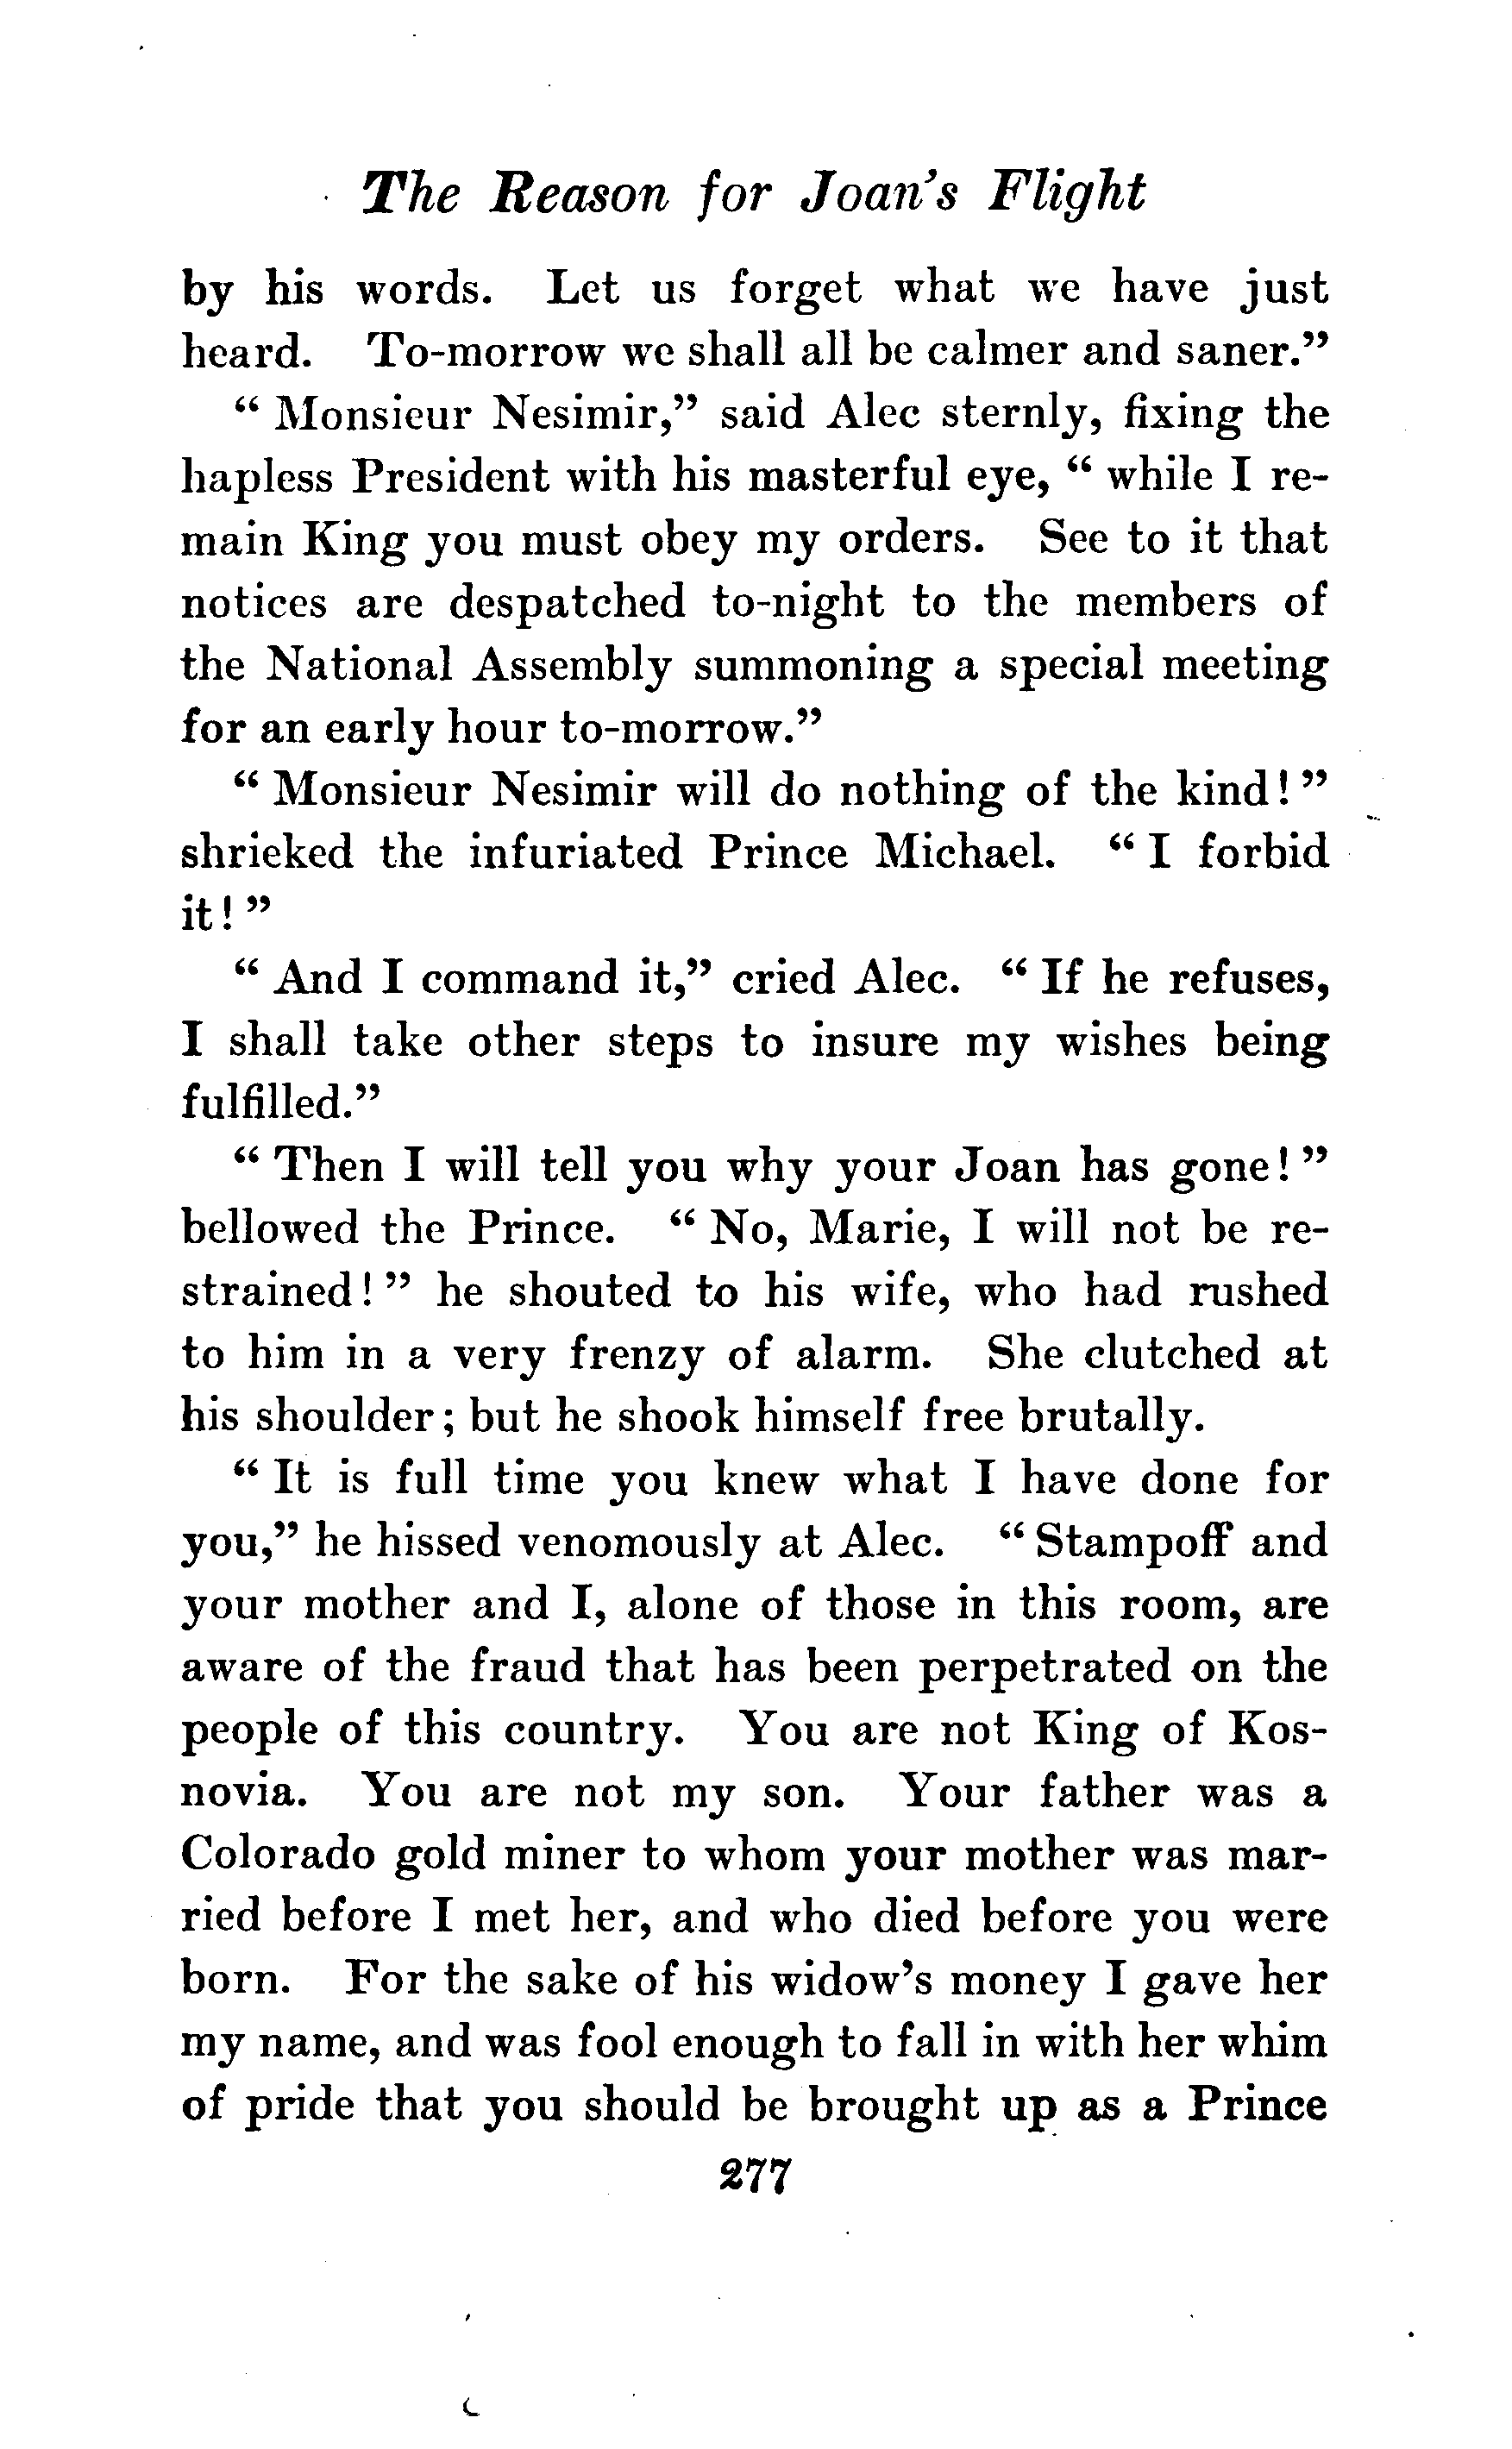 The Reason for Joan's Flight
by his words. Let us forget what we have just
heard. To-morrow we shall all be calmer and saner."
" Monsieur Nesimir," said Alec sternly, fixing the
hapless President with his masterful eye, " while I re-
main King you must obey my orders. See to it that
notices are despatched to-night to the members of
the National Assembly summoning a special meeting
for an early hour to-morrow."
" Monsieur Nesimir will do nothing of the kind! "
shrieked the infuriated Prince Michael. " I forbid
it! "
" And I command it," cried Alec. " If he refuses,
I shall take other steps to insure my wishes being
fulfilled."
" Then I will tell you why your Joan has gone! "
bellowed the Prince. " No, Marie, I will not be re-
strained! " he shouted to his wife, who had rushed
to him in a very frenzy of alarm. She clutched at
his shoulder; but he shook himself free brutally.
" It is full time you knew what I have done for
you," he hissed venomously at Alec. " Stampoff and
your mother and I, alone of those in this room, are
aware of the fraud that has been perpetrated on the
people of this country. You are not King of Kos-
novia. You are not my son. Your father was a
Colorado gold miner to whom your mother was mar-
ried before I met her, and who died before you were
born. For the sake of his widow's money I gave her
my name, and was fool enough to fall in with her whim
of pride that you should be brought up as a Prince
277